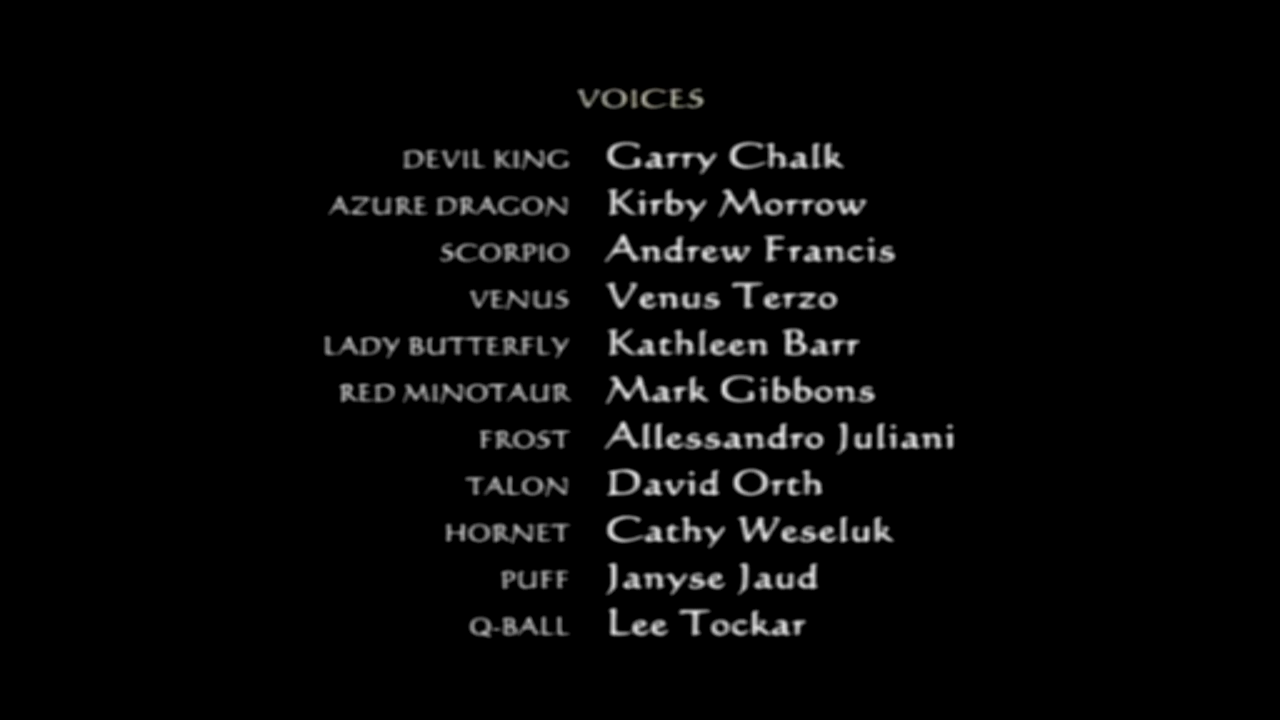 VOICES
DEVIL KING Garry Chalk
AZURE DRAGON Kirby Morrow
SCORPIO Andrew Francis
VENUS Venus Terzo
LADY BUTTERFLY Kathleen Barr
RED MINOTAUR Mark Gibbons
FROST Allessandro Juliani
TALON David Orth
HORNET Cathy Weseluk
PUFF Janyse Jaud
Q-BALL Lee Tockar